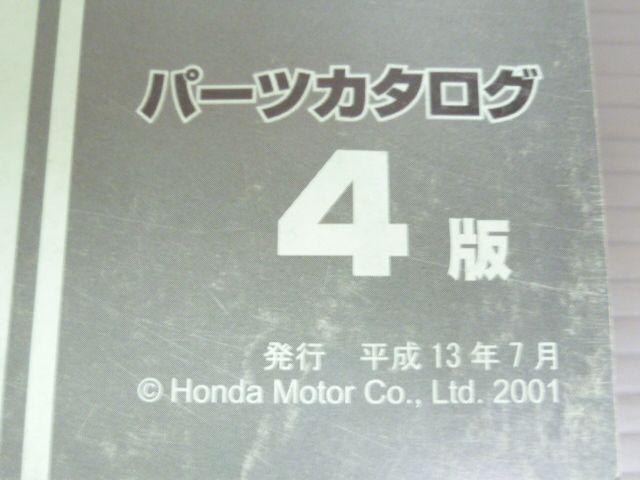 パーツカタログ
4 版
発行 平成 13 年 7 月
© Honda Motor Co., Ltd. 2001